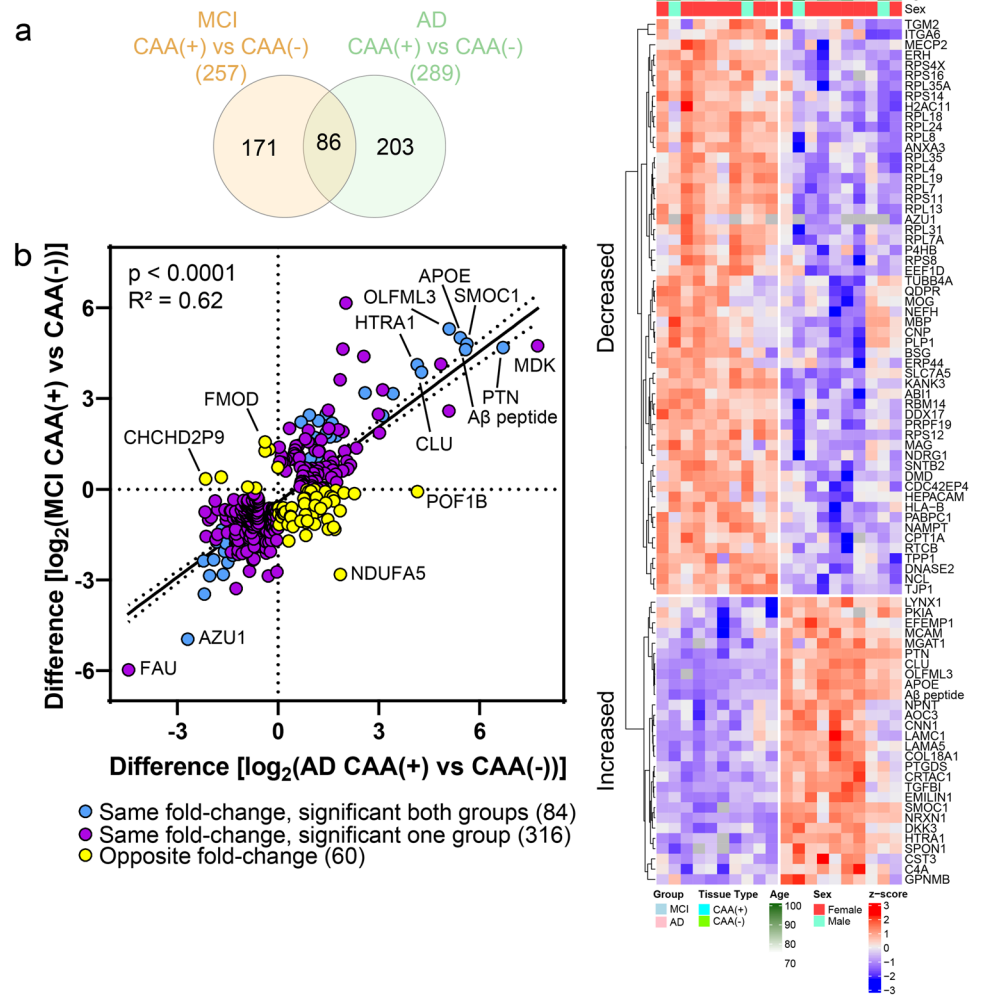 a
MCI
CAA(+) vs CAA(-)
(257)
AD
CAA(+) vs CAA(-)
(289)
171
86
203
b
Difference [log2(MCI CAA(+) vs CAA(-))]
p < 0.0001
R² = 0.62
6
3
0
-3
-6
APOE
OLFML3
SMOC1
HTRA1
MDK
PTN
Aβ peptide
CLU
FMOD
CHCHD2P9
POF1B
NDUFA5
AZU1
FAU
-3
0
3
6
Difference [log2(AD CAA(+) vs CAA(-))]
Same fold-change, significant both groups (84)
Same fold-change, significant one group (316)
Opposite fold-change (60)
Sex
Decreased
TGM2
ITGA6
MECP2
ERH
RPS4X
RPS16
RPL35A
RPS14
H2AC11
RPL18
RPL24
RPL8
ANXA3
RPL35
RPL4
RPL19
RPL7
RPS11
RPL13
AZU1
RPL31
RPL7A
P4HB
RPS8
EEF1D
TUBB4A
QDPR
MOG
NEFH
MBP
CNP
PLP1
BSG
ERP44
SLC7A5
KANK3
ABI1
RBM14
DDX17
PRPF19
RPS12
MAG
NDRG1
SNTB2
DMD
CDC42EP4
HEPACAM
HLA-B
PABPC1
NAMPT
CPT1A
RTCB
TPP1
DNASE2
NCL
TJP1
Increased
LYNX1
PKIA
EFEMP1
MCAM
MGAT1
PTN
CLU
OLFML3
APOE
Aβ peptide
NPNT
AOC3
CNN1
LAMC1
LAMA5
COL18A1
PTGDS
CRTAC1
TGFBI
EMILIN1
SMOC1
NRXN1
DKK3
HTRA1
SPON1
CST3
C4A
GPNMB
Group
MCI
AD
Tissue Type
CAA(+)
CAA(-)
Age
100
90
80
70
Sex
Female
Male
z-score
3
2
1
0
−1
−2
−3